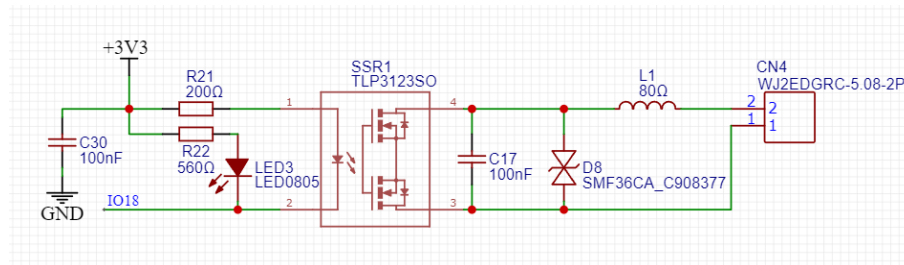 +3V3
R21
200Ω
SSR1
TLP3123SO
L1
80Ω
CN4
WJ2EDGRC-5.08-2P
1
4
2 2
1 1
C30
100nF
R22
560Ω
LED3
LED0805
C17
100nF
D8
SMF36CA_C908377
GND
IO18
2
3